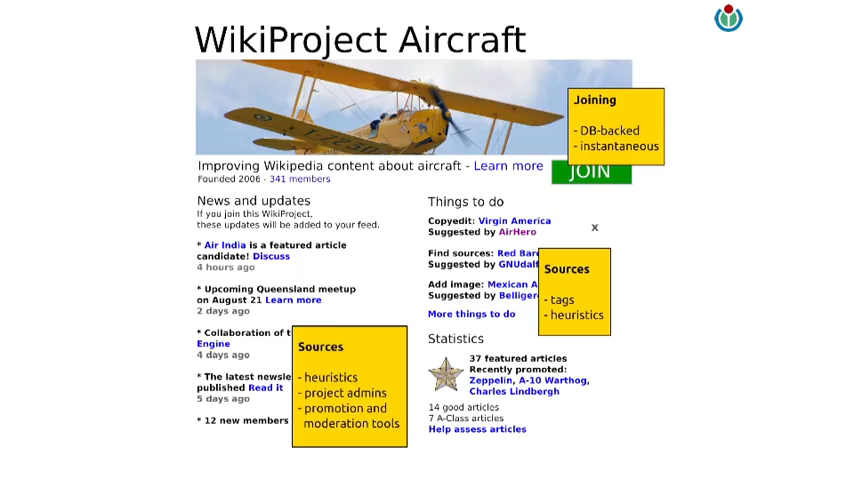 WikiProject Aircraft
Joining
- DB-backed
- instantaneous
Improving Wikipedia content about aircraft - Learn more
JOIN
Founded 2006 - 341 members
News and updates
If you join this WikiProject,
these updates will be added to your feed.
* Air India is a featured article
candidate! Discuss
4 hours ago
* Upcoming Queensland meetup
on August 21 Learn more
2 days ago
* Collaboration of
Engine
4 days ago
* The latest
published Read it
5 days ago
* 12 new members
Sources
- heuristics
- project admins
- promotion and
moderation tools
Things to do
Copyedit: Virgin America
Suggested by AirHero
x
Find sources: Red
Suggested by
Add image: Mexican
Suggested by
More things to do
Sources
- tags
- heuristics
Statistics
37 featured articles
Recently promoted:
Zeppelin, A-10 Warthog,
Charles Lindbergh
14 good articles
7 A-Class articles
Help assess articles